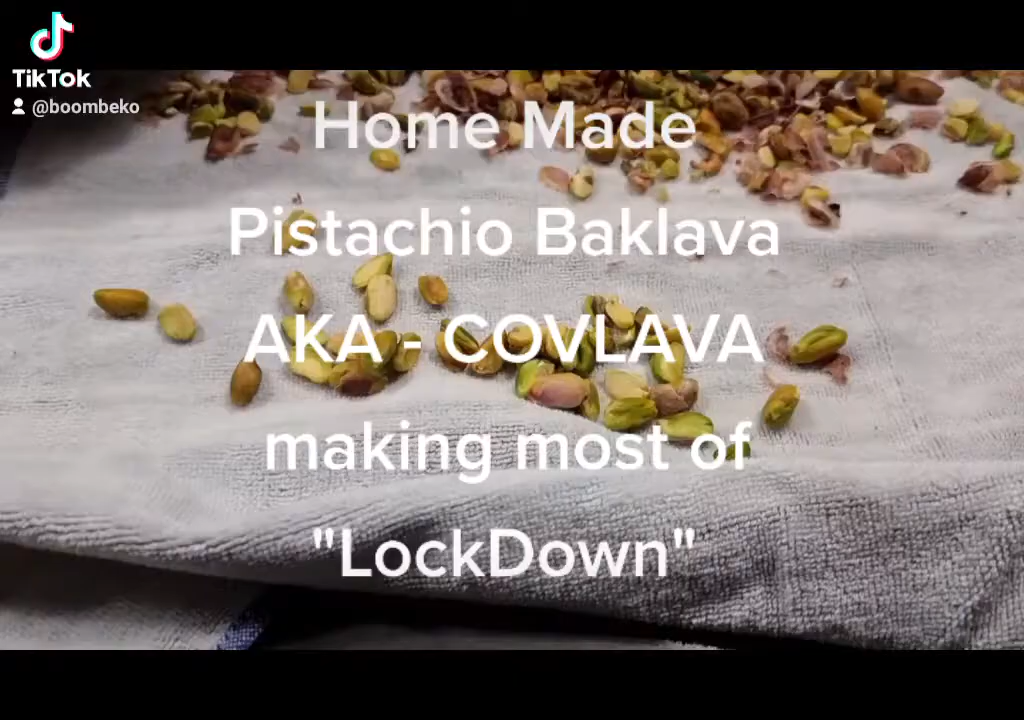 TikTok
@boombeko
Home Made
Pistachio Baklava
AKA - COVLAVA
making most of
"LockDown"